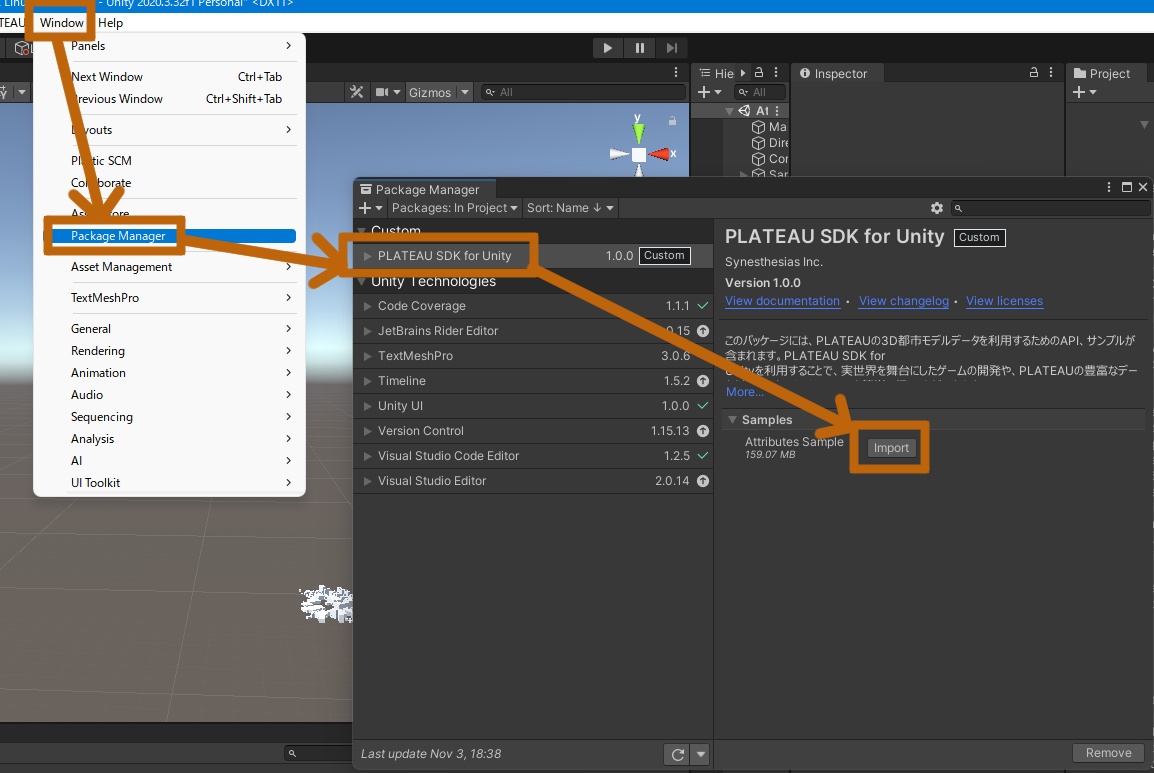 - Unity 2020.3.32f1 Personal* <DX11>
Window Help
Panels
Next Window Ctrl+Tab
Previous Window Ctrl+Shift+Tab
Layouts
Plastic SCM
Collaborate
Asset Store
Package Manager
Asset Management
TextMeshPro
General
Rendering
Animation
Audio
Sequencing
Analysis
AI
UI Toolkit
Gizmos
All
y
x
Hie
All
At
Ma
Dire
Inspector
Project
Package Manager
Packages: In Project
Sort: Name ↓
Custom
PLATEAU SDK for Unity 1.0.0 Custom
Unity Technologies
Code Coverage 1.1.1
JetBrains Rider Editor 0.15
TextMeshPro 3.0.6
Timeline 1.5.2
Unity UI 1.0.0
Version Control 1.15.13
Visual Studio Code Editor 1.2.5
Visual Studio Editor 2.0.14
Last update Nov 3, 18:38
PLATEAU SDK for Unity Custom
Synesthesias Inc.
Version 1.0.0
View documentation • View changelog • View licenses
このパッケージには、PLATEAUの3D都市モデルデータを利用するためのAPI、サンプルが
含まれます。PLATEAU SDK for
Unityを利用することで、実世界を舞台にしたゲームの開発や、PLATEAUの豊富なデー
More...
Samples
Attributes Sample
159.07 MB
Import
Remove